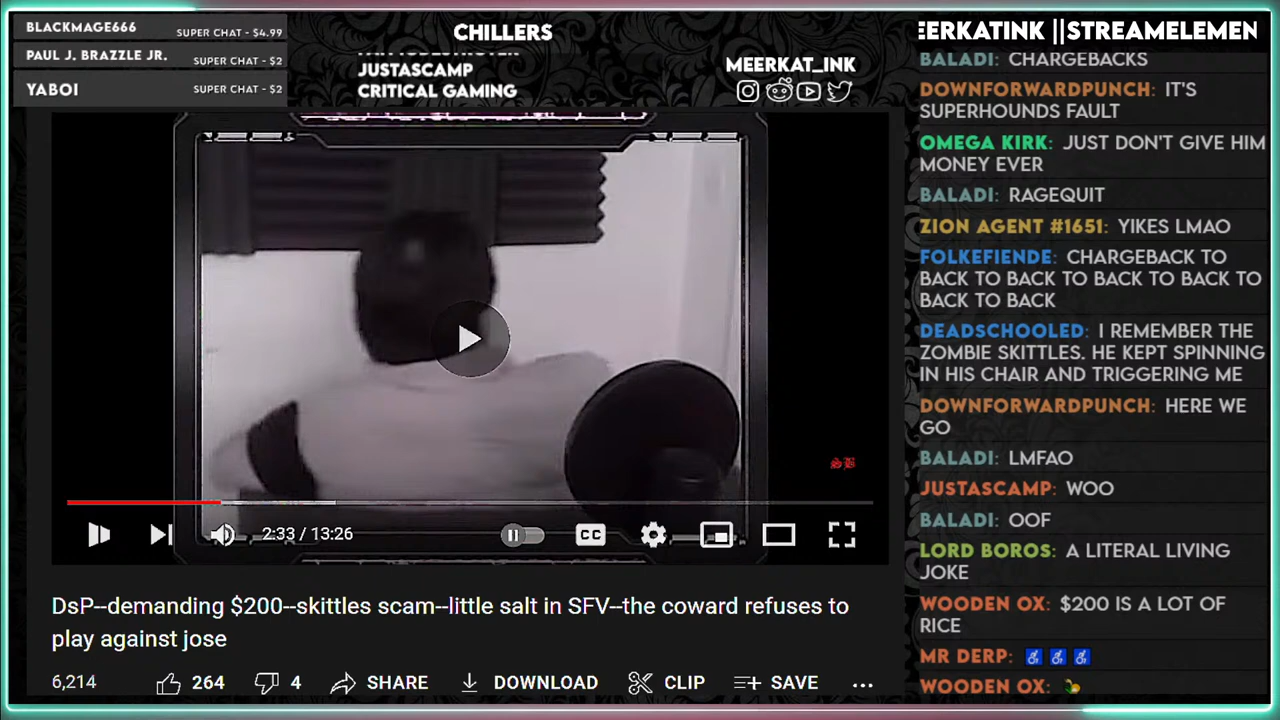 BLACKMAGE666
SUPER CHAT - $4.99
PAUL J. BRAZZLE JR.
SUPER CHAT - $2
YABOI
SUPER CHAT - $2
CHILLERS
JUSTASCAMP
CRITICAL GAMING
MEERKAT_INK
EERKATINK ||STREAMELEMEN
BALADI: CHARGEBACKS
DOWNFORWARDPUNCH: IT'S
SUPERHOUNDS FAULT
OMEGA KIRK: JUST DON'T GIVE HIM
MONEY EVER
BALADI: RAGEQUIT
ZION AGENT #1651: YIKES LMAO
FOLKEFIENDE: CHARGEBACK TO
BACK TO BACK TO BACK TO BACK TO
BACK TO BACK
DEADSCHOOLED: I REMEMBER THE
ZOMBIE SKITTLES. HE KEPT SPINNING
IN HIS CHAIR AND TRIGGERING ME
DOWNFORWARDPUNCH: HERE WE
GO
BALADI: LMFAO
JUSTASCAMP: WOO
BALADI: OOF
LORD BOROS: A LITERAL LIVING
JOKE
WOODEN OX: $200 IS A LOT OF
RICE
MR DERP:
WOODEN OX:
2:33 / 13:26
CC
DsP--demanding $200--skittles scam--little salt in SFV--the coward refuses to
play against jose
6,214
264
4
SHARE
DOWNLOAD
CLIP
SAVE